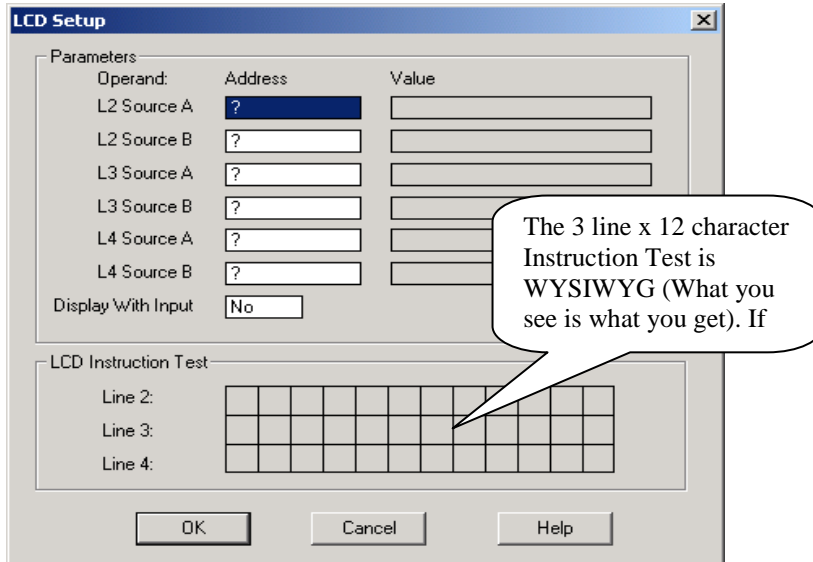 LCD Setup
Parameters
Operand: Address Value
L2 Source A ?
L2 Source B ?
L3 Source A ?
L3 Source B ?
L4 Source A ?
L4 Source B ?
Display With Input No
The 3 line x 12 character
Instruction Test is
WYSIWYG (What you
see is what you get). If
LCD Instruction Test
Line 2:
Line 3:
Line 4:
OK Cancel Help